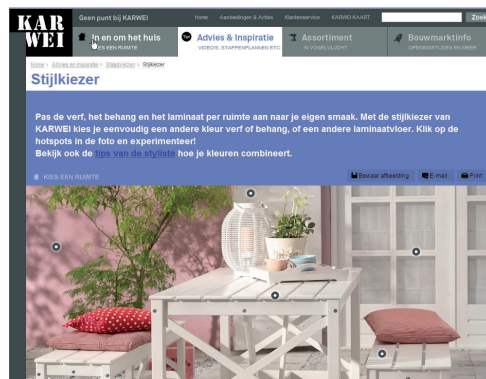 KAR
WEI
Geen punt bij KARWEI
Home
Aanbiedingen & Acties
Klantenservice
KARWEI KAART
Zoek
In en om het huis
KIES EEN RUIMTE
Tip!
Advies & Inspiratie
VIDEO'S, STAPPENPLANNEN ETC.
Assortiment
IN VOGELVLUCHT
Bouwmarktinfo
OPENINGSTIJDEN EN MEER
Home > Advies en Inspiratie > Stijladviezen > Stijlkiezer
Stijlkiezer
Pas de verf, het behang en het laminaat per ruimte aan naar je eigen smaak. Met de stijlkiezer van
KARWEI kies je eenvoudig een andere kleur verf of behang, of een andere laminaatvloer. Klik op de
hotspots in de foto en experimenteer!
Bekijk ook de tips van de styliste hoe je kleuren combineert.
KIES EEN RUIMTE
Bewaar afbeelding
E-mail
Print